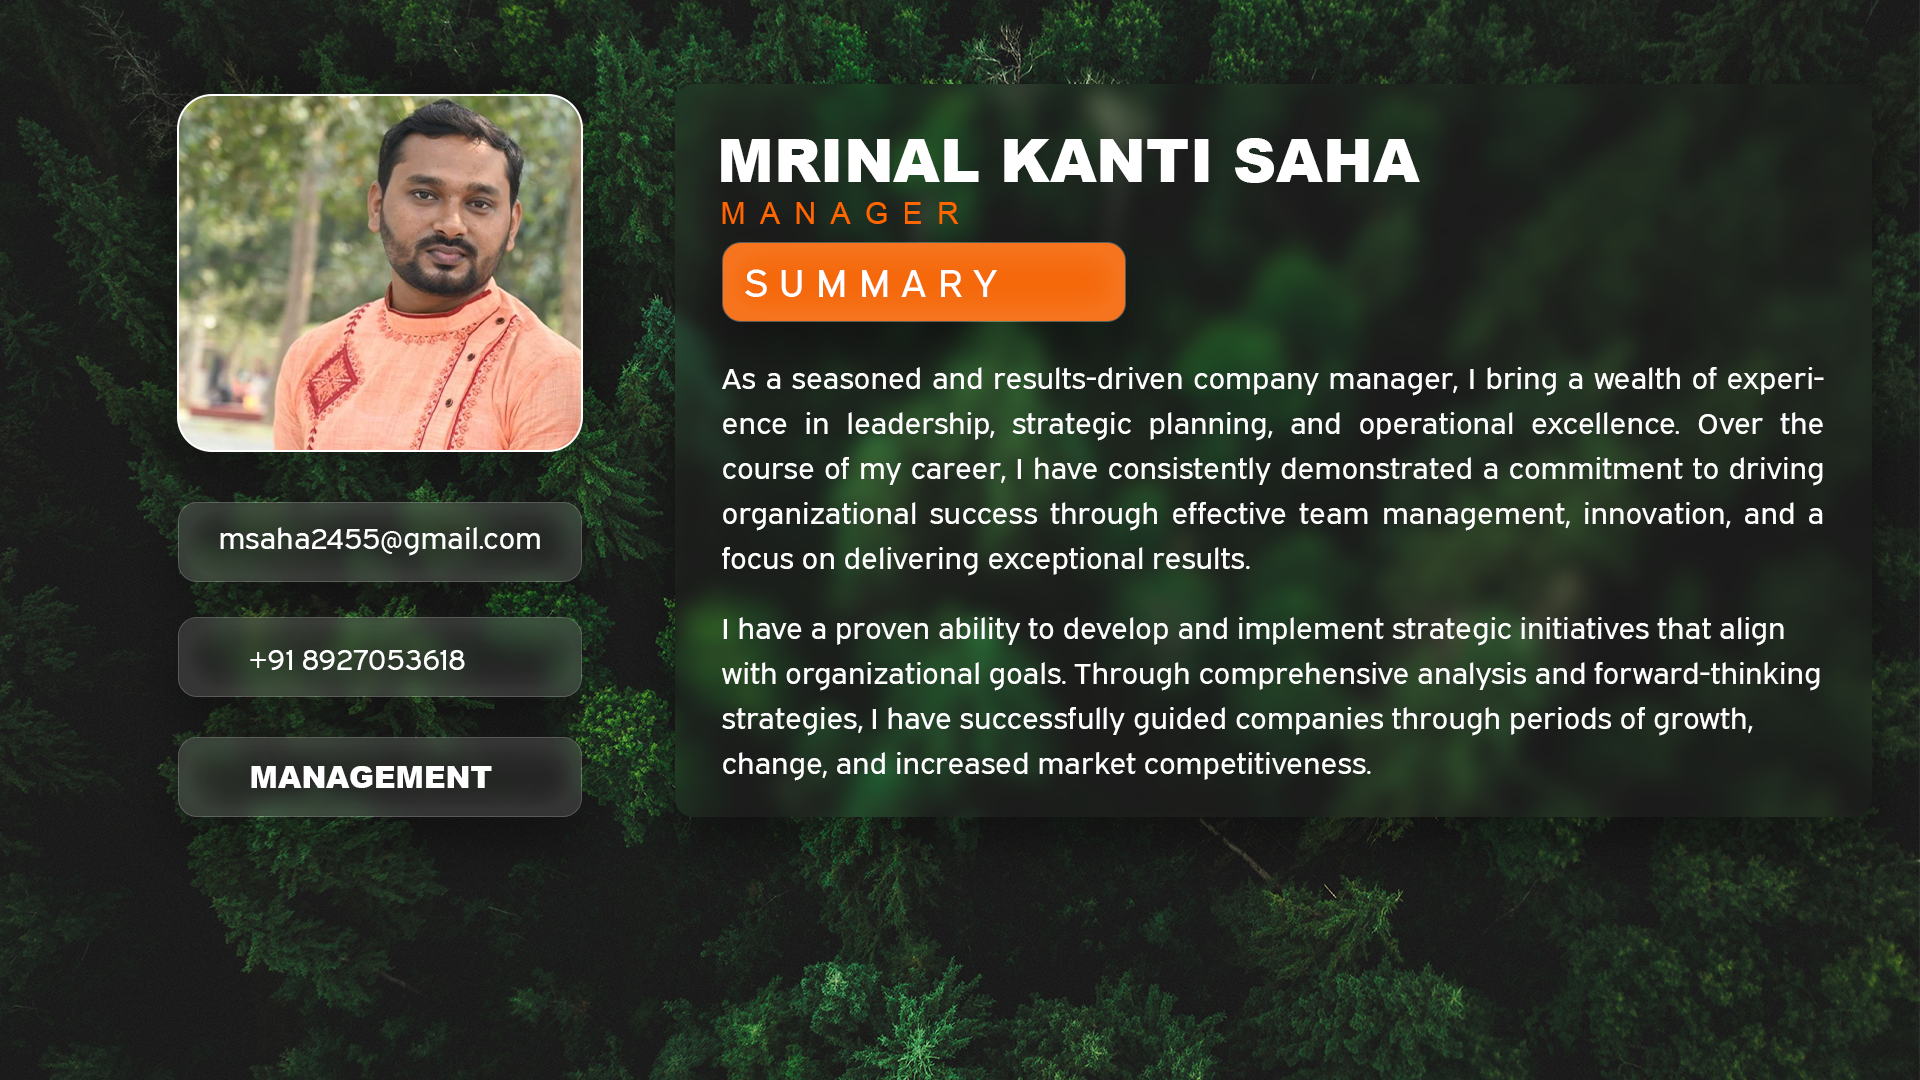 MRINAL KANTI SAHA
MANAGER
SUMMARY
As a seasoned and results-driven company manager, I bring a wealth of experi-
ence in leadership, strategic planning, and operational excellence. Over the
course of my career, I have consistently demonstrated a commitment to driving
organizational success through effective team management, innovation, and a
focus on delivering exceptional results.
I have a proven ability to develop and implement strategic initiatives that align
with organizational goals. Through comprehensive analysis and forward-thinking
strategies, I have successfully guided companies through periods of growth,
change, and increased market competitiveness.
msaha2455@gmail.com
+91 8927053618
MANAGEMENT